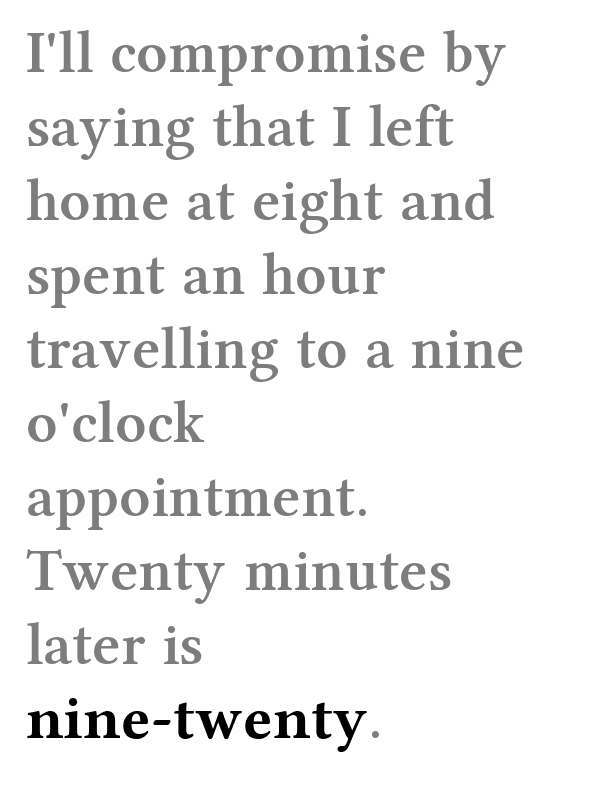 I'll compromise by
saying that I left
home at eight and
spent an hour
travelling to a nine
o'clock
appointment.
Twenty minutes
later is
nine-twenty.